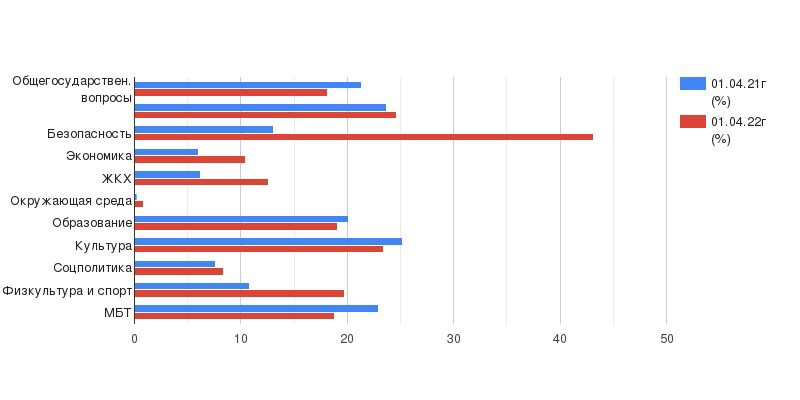 Общегосударствен.
вопросы
Безопасность
Экономика
ЖКХ
Окружающая среда
Образование
Культура
Соцполитика
Физкультура и спорт
МБТ
0 10 20 30 40 50
01.04.21г
(%)
01.04.22г
(%)